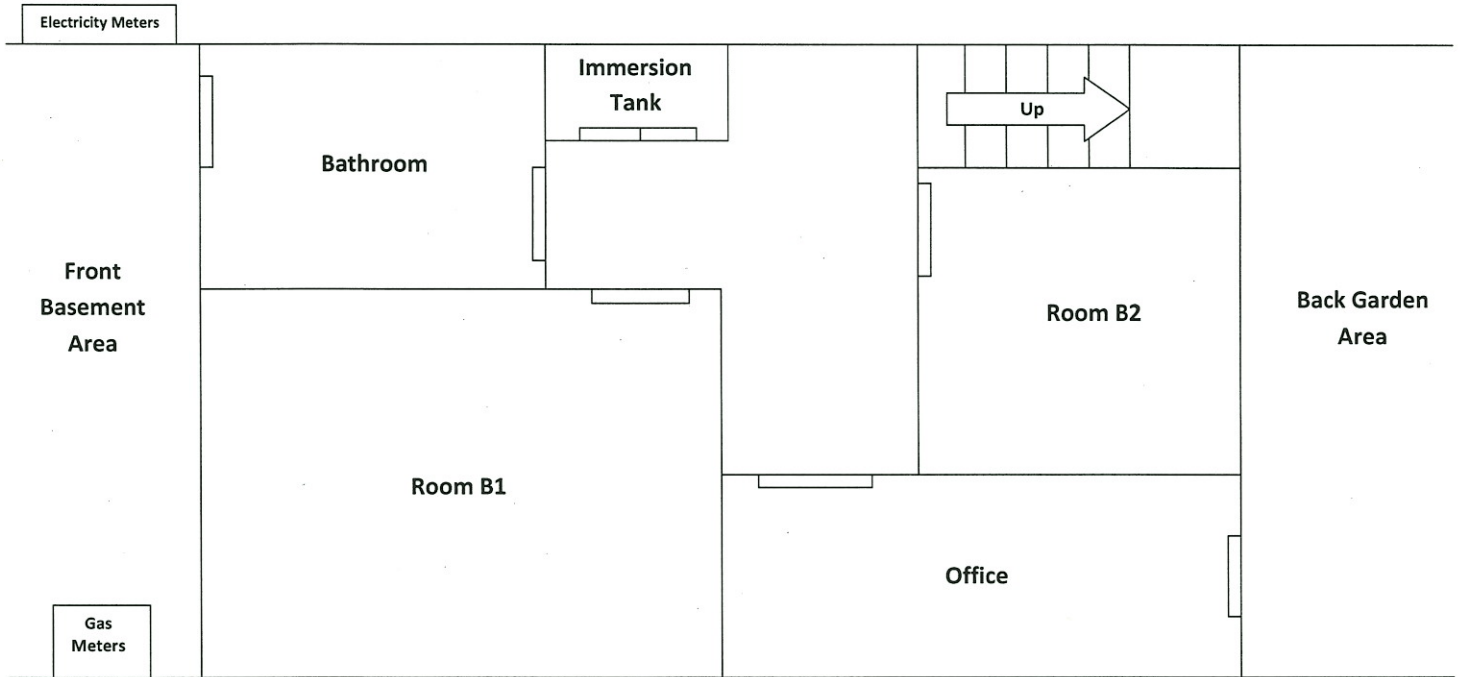 Electricity Meters
Immersion
Tank
Up
Bathroom
Front
Basement
Area
Room B2
Back Garden
Area
Room B1
Office
Gas
Meters